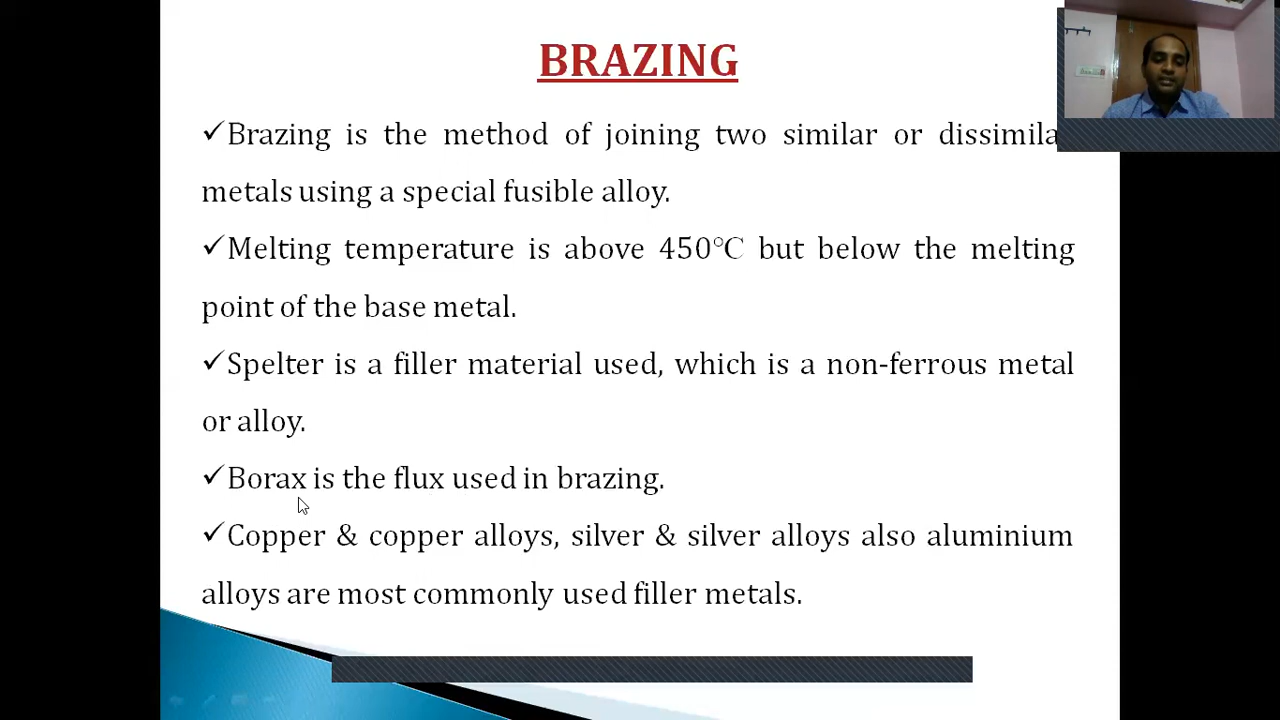 BRAZING
✓Brazing is the method of joining two similar or dissimila
metals using a special fusible alloy.
✓Melting temperature is above 450°C but below the melting
point of the base metal.
✓Spelter is a filler material used, which is a non-ferrous metal
or alloy.
✓Borax is the flux used in brazing.
✓Copper & copper alloys, silver & silver alloys also aluminium
alloys are most commonly used filler metals.